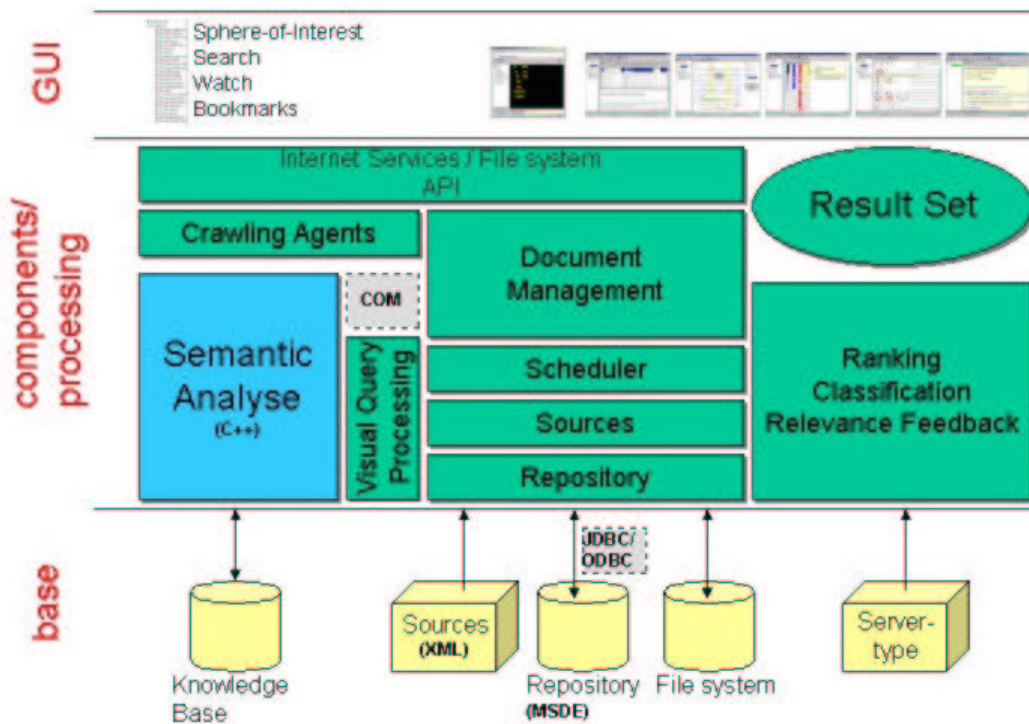 GUI
Sphere-of-Interest
Search
Watch
Bookmarks
components/
processing
Internet Services / File system
API
Crawling Agents
Document
Management
Result Set
Semantic
Analyse
(C++)
COM
Visual Query
Processing
Scheduler
Sources
Repository
Ranking
Classification
Relevance Feedback
base
JDBC/
ODBC
Knowledge
Base
Sources
(XML)
Repository
(MSDE)
File system
Server-
type